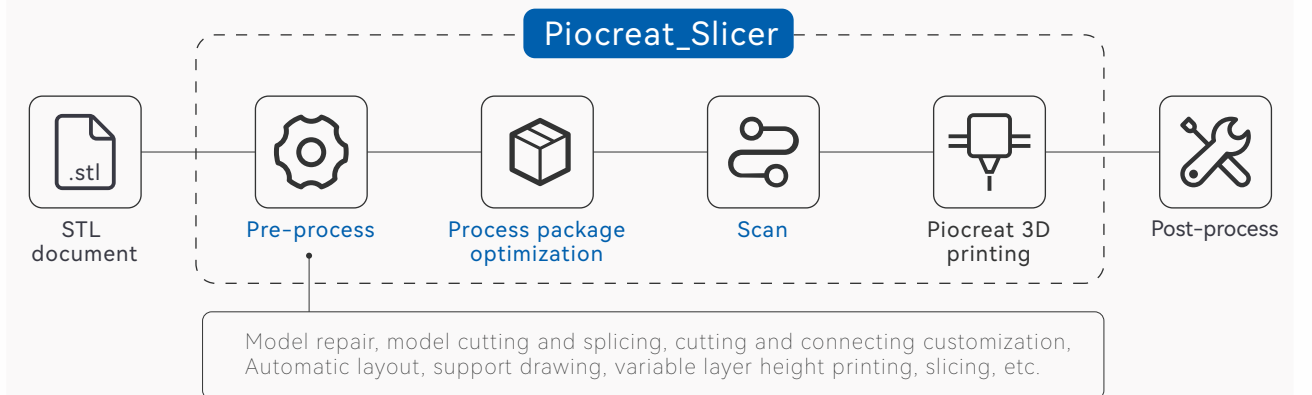 Piocreat_Slicer
.stl
STL
document
Pre-process
Process package
optimization
Scan
Piocreat 3D
printing
Post-process
Model repair, model cutting and splicing, cutting and connecting customization,
Automatic layout, support drawing, variable layer height printing, slicing, etc.